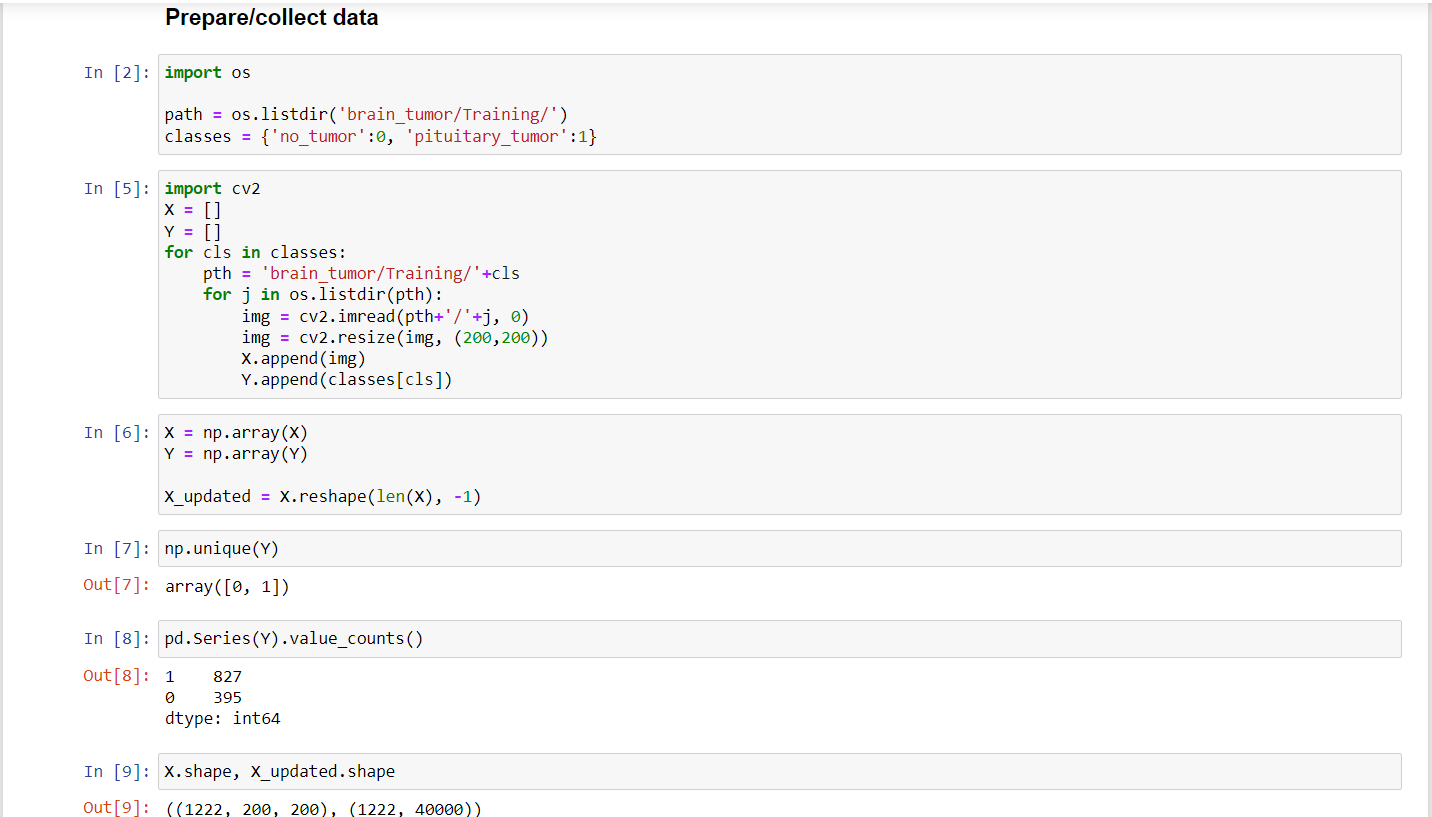 Prepare/collect data
In [2]: import os
path = os.listdir('brain_tumor/Training/')
classes = {'no_tumor':0, 'pituitary_tumor':1}
In [5]: import cv2
X = []
Y = []
for cls in classes:
    pth = 'brain_tumor/Training/'+cls
    for j in os.listdir(pth):
        img = cv2.imread(pth+'/'+j, 0)
        img = cv2.resize(img, (200,200))
        X.append(img)
        Y.append(classes[cls])
In [6]: X = np.array(X)
Y = np.array(Y)
X_updated = X.reshape(len(X), -1)
In [7]: np.unique(Y)
Out[7]: array([0, 1])
In [8]: pd.Series(Y).value_counts()
Out[8]: 1    827
0    395
dtype: int64
In [9]: X.shape, X_updated.shape
Out[9]: ((1222, 200, 200), (1222, 40000))